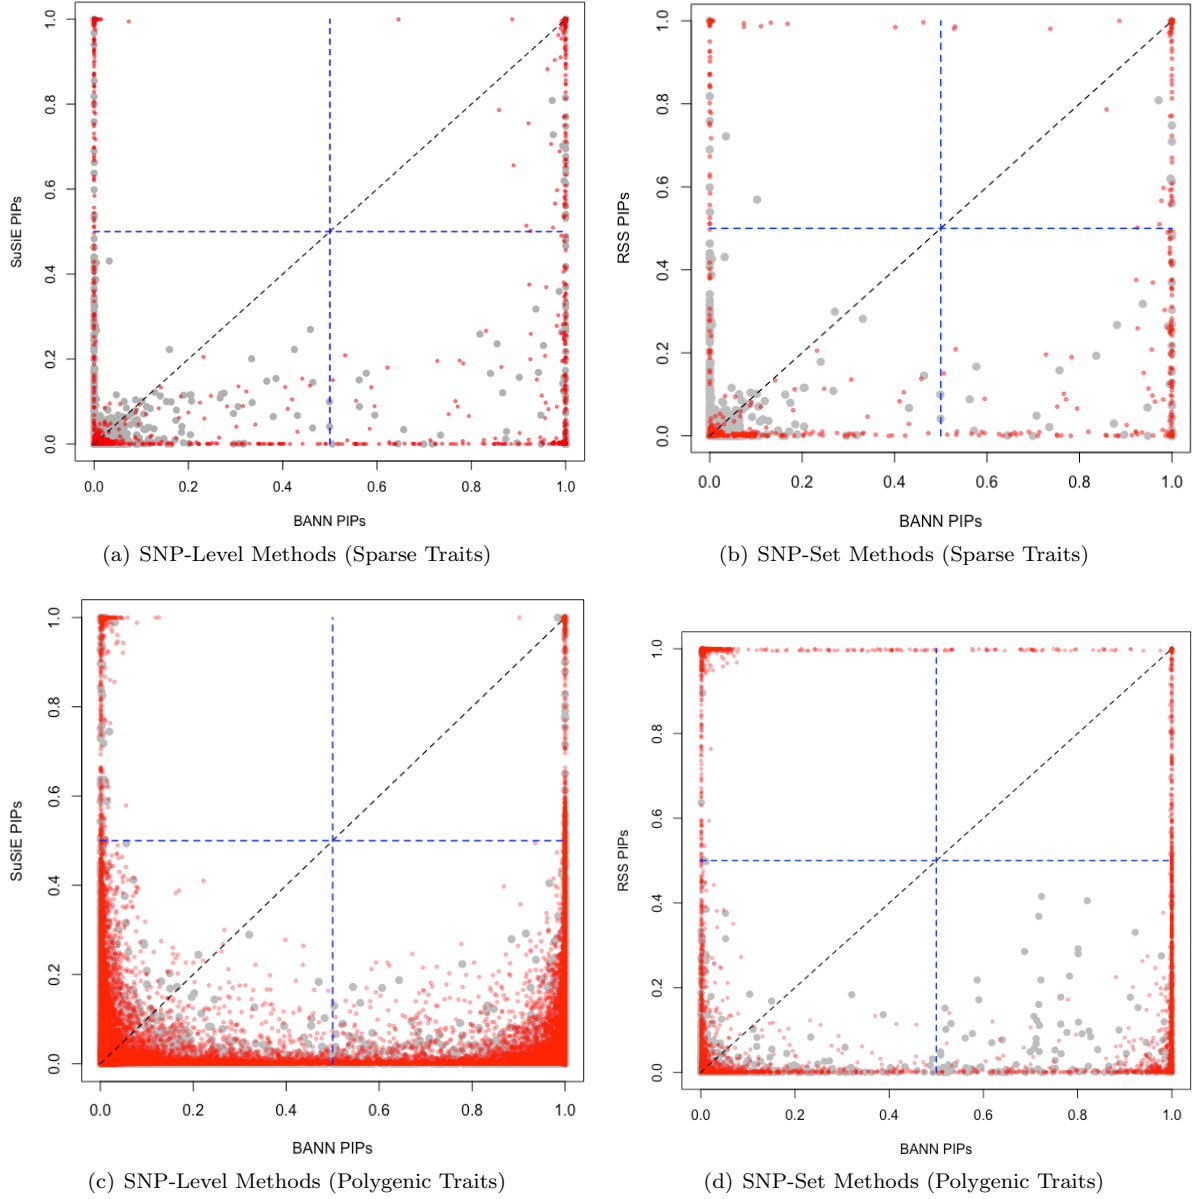 SuSiE PIPs
1.0
0.8
0.6
0.4
0.2
0.0
0.0 0.2 0.4 0.6 0.8 1.0
BANN PIPs
(a) SNP-Level Methods (Sparse Traits)
RSS PIPs
1.0
0.8
0.6
0.4
0.2
0.0
0.0 0.2 0.4 0.6 0.8 1.0
BANN PIPs
(b) SNP-Set Methods (Sparse Traits)
SuSiE PIPs
1.0
0.8
0.6
0.4
0.2
0.0
0.0 0.2 0.4 0.6 0.8 1.0
BANN PIPs
(c) SNP-Level Methods (Polygenic Traits)
RSS PIPs
1.0
0.8
0.6
0.4
0.2
0.0
0.0 0.2 0.4 0.6 0.8 1.0
BANN PIPs
(d) SNP-Set Methods (Polygenic Traits)